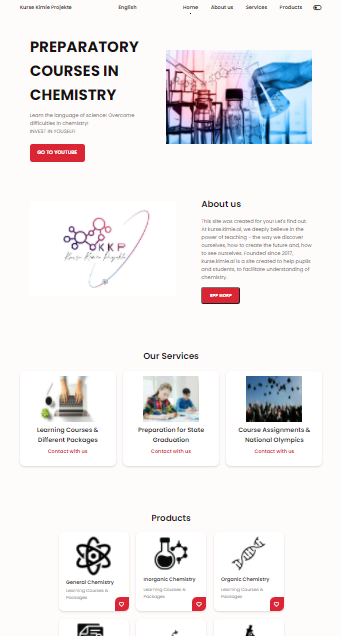 Kurse Kimie Projekte English Home About us Services Products
PREPARATORY
COURSES IN
CHEMISTRY
Learn the language of science: Overcome
difficulties in chemistry!
INVEST IN YOUSELF!
GO TO YOUTUBE
About us
This site was created for you! Let's find out.
At kurse.kimie.al, we deeply believe in the
power of teaching - the way we discover
ourselves, how to create the future and, how
to see ourselves. Founded since 2017,
kurse.kimie.al is a site created to help pupils
and students, to facilitate understanding of
chemistry.
KKP
Kurse Kimie Projekte
Our Services
Learning Courses &
Different Packages
Contact with us
Preparation for State
Graduation
Contact with us
Course Assignments &
National Olympics
Contact with us
Products
General Chemistry
Learning Courses &
Packages
Inorganic Chemistry
Learning Courses &
Packages
Organic Chemistry
Learning Courses &
Packages